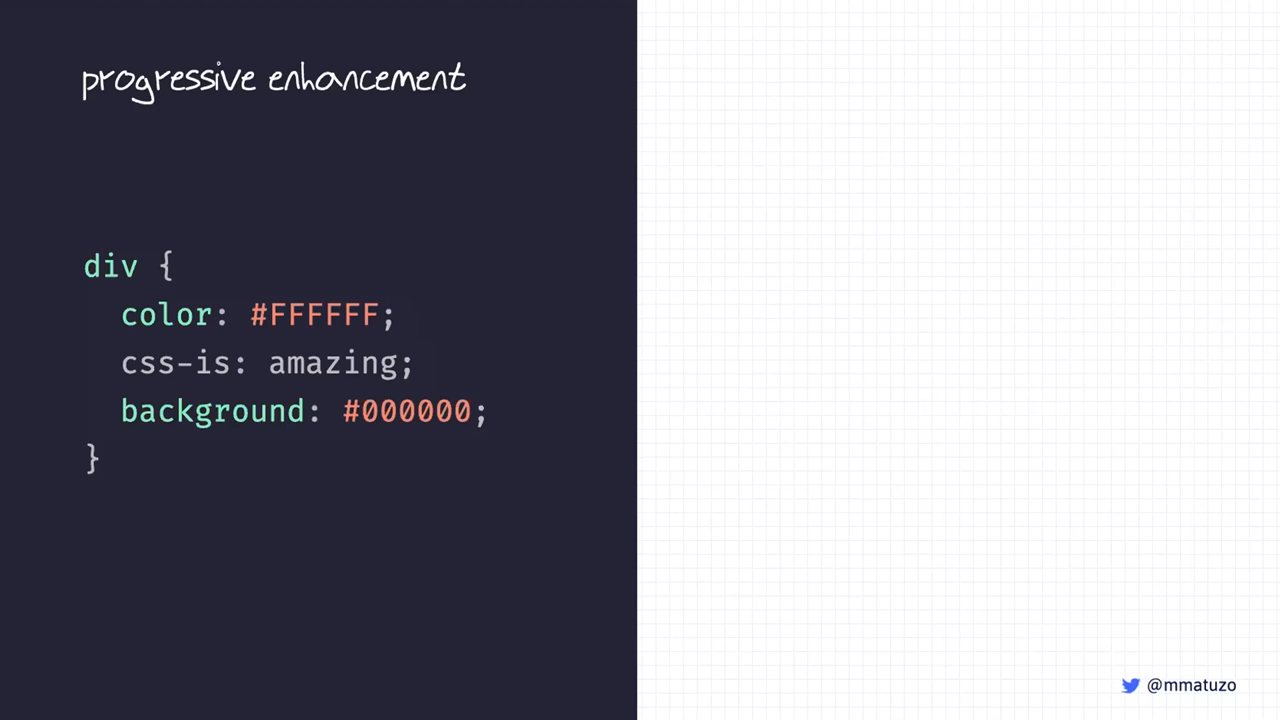 progressive enhancement
div {
color: #FFFFFF;
css-is: amazing;
background: #000000;
}
@mmatuzo